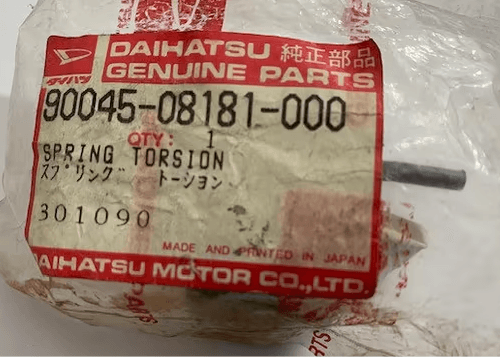 DAIHATSU 純正部品
ダイハツ GENUINE PARTS
90045-08181-000
QTY: 1
SPRING TORSION
スプリング トーション
301090
MADE AND PRINTED IN JAPAN
DAIHATSU MOTOR CO.,LTD.
PARTS
RTS